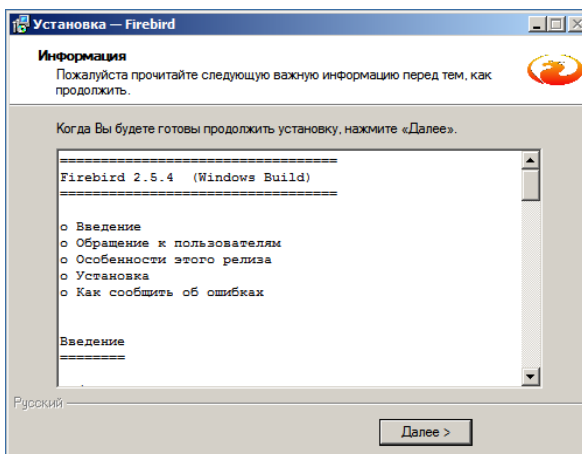 Установка — Firebird
Информация
Пожалуйста прочитайте следующую важную информацию перед тем, как
продолжить.
Когда Вы будете готовы продолжить установку, нажмите «Далее».
==================================
Firebird 2.5.4 (Windows Build)
==================================
o Введение
o Обращение к пользователям
o Особенности этого релиза
o Установка
o Как сообщить об ошибках
Введение
========
Русский
Далее >